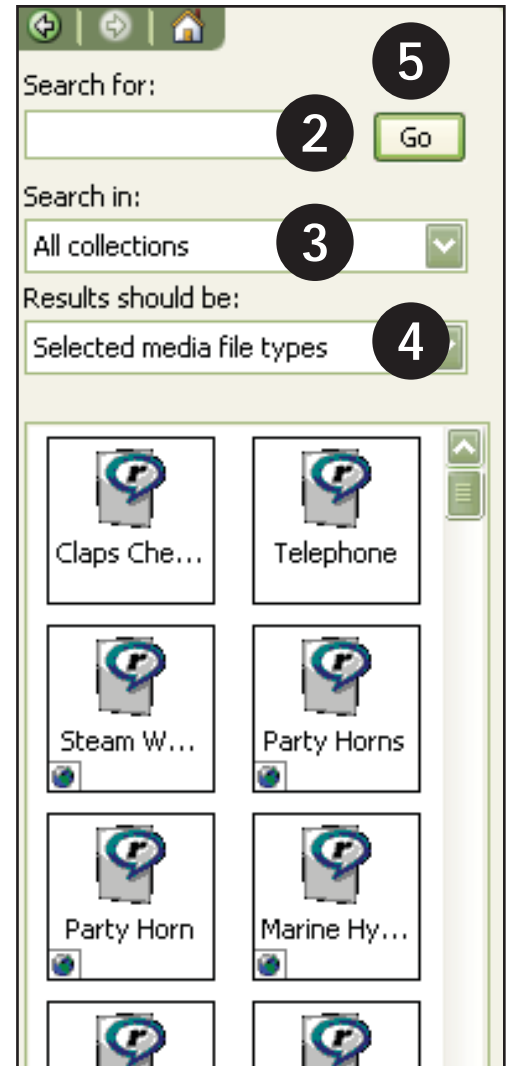 5
Search for:
2
Go
Search in:
All collections
3
Results should be:
Selected media file types
4
r r
Claps Che... Telephone
r r
Steam W... Party Horns
r r
Party Horn Marine Hy...
r r